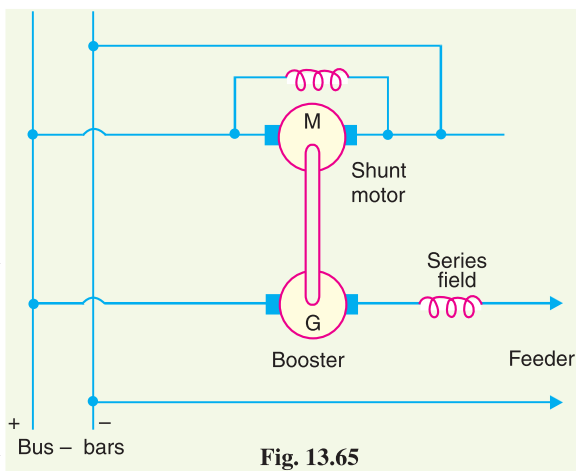 M
Shunt
motor
Series
field
G
Booster
Feeder
+
–
Bus – bars
Fig. 13.65